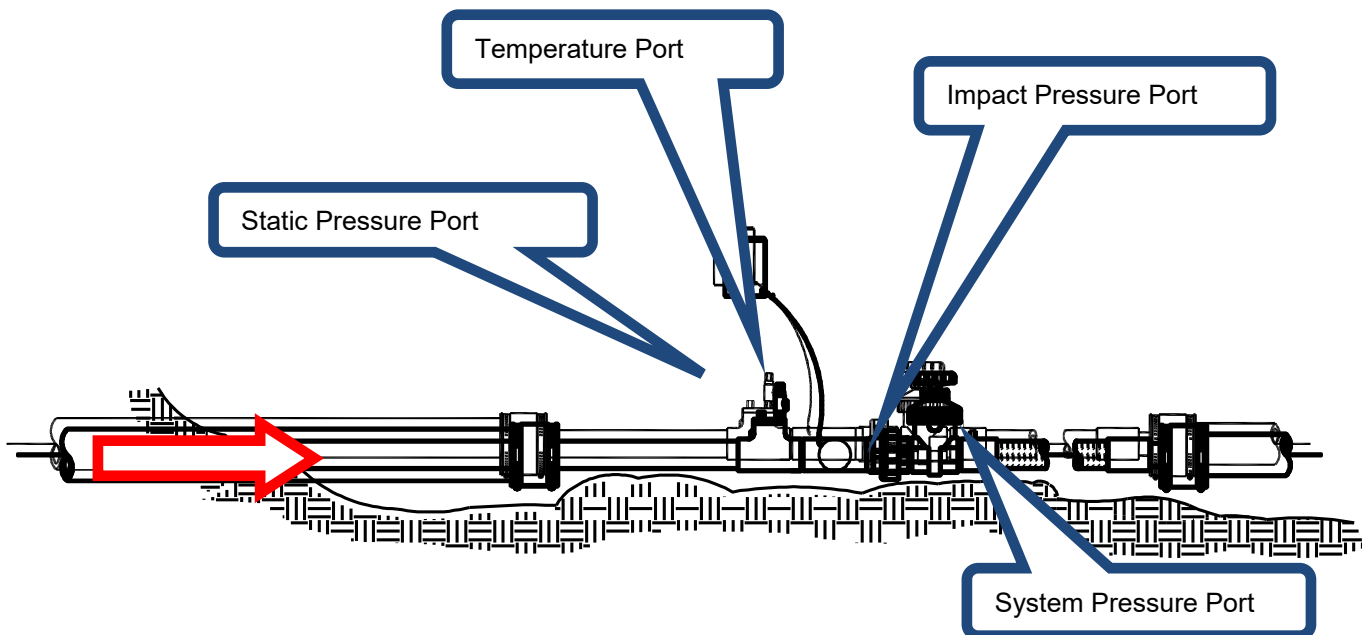 Temperature Port
Impact Pressure Port
Static Pressure Port
System Pressure Port